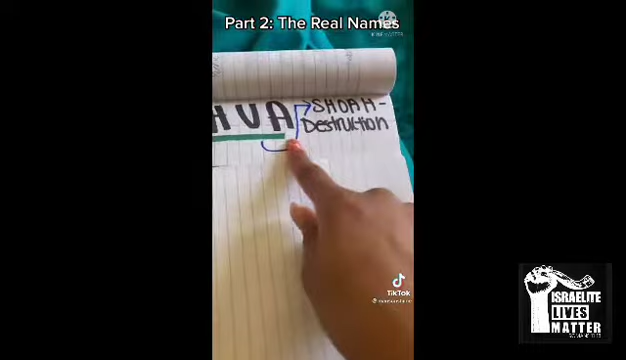 Part 2: The Real Names
HVA
SHOAH -
Destruction
TikTok
ISRAELITE
LIVES
MATTER